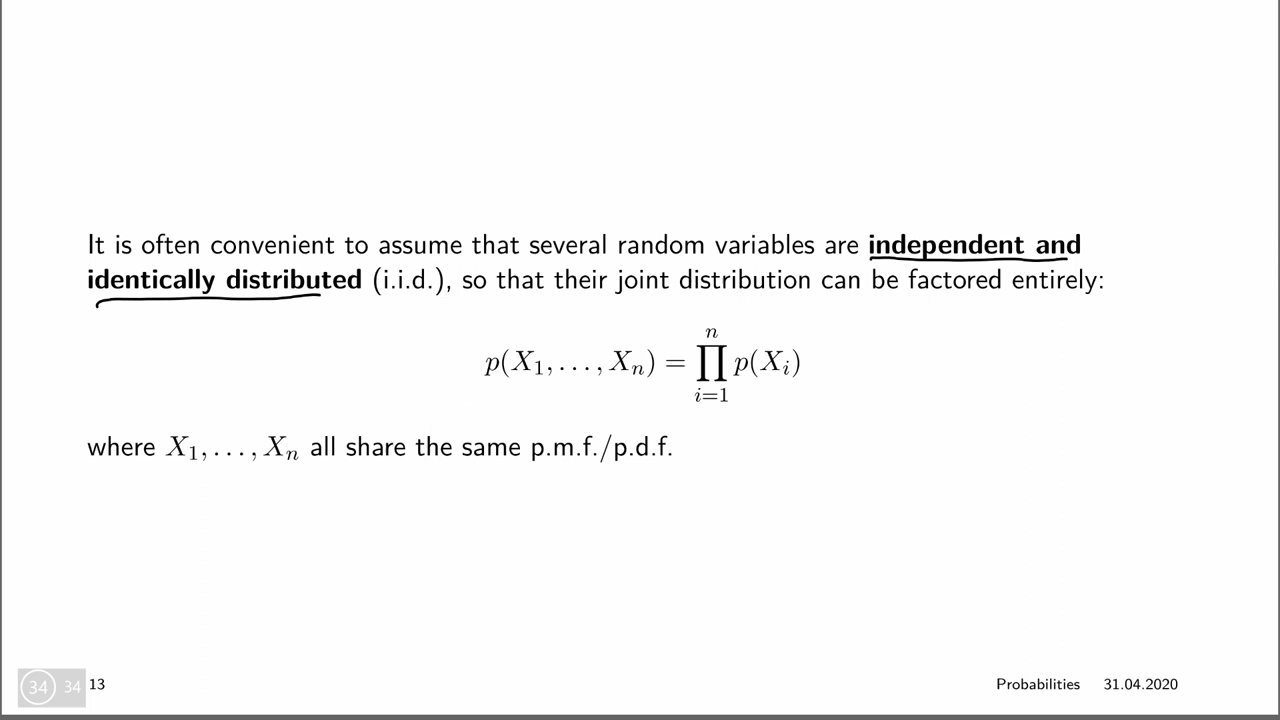 It is often convenient to assume that several random variables are independent and
identically distributed (i.i.d.), so that their joint distribution can be factored entirely:
p(X₁, . . . , Xₙ) = ∏ⁿᵢ₌₁ p(Xᵢ)
where X₁, . . . , Xₙ all share the same p.m.f./p.d.f.
34 34 13 Probabilities 31.04.2020